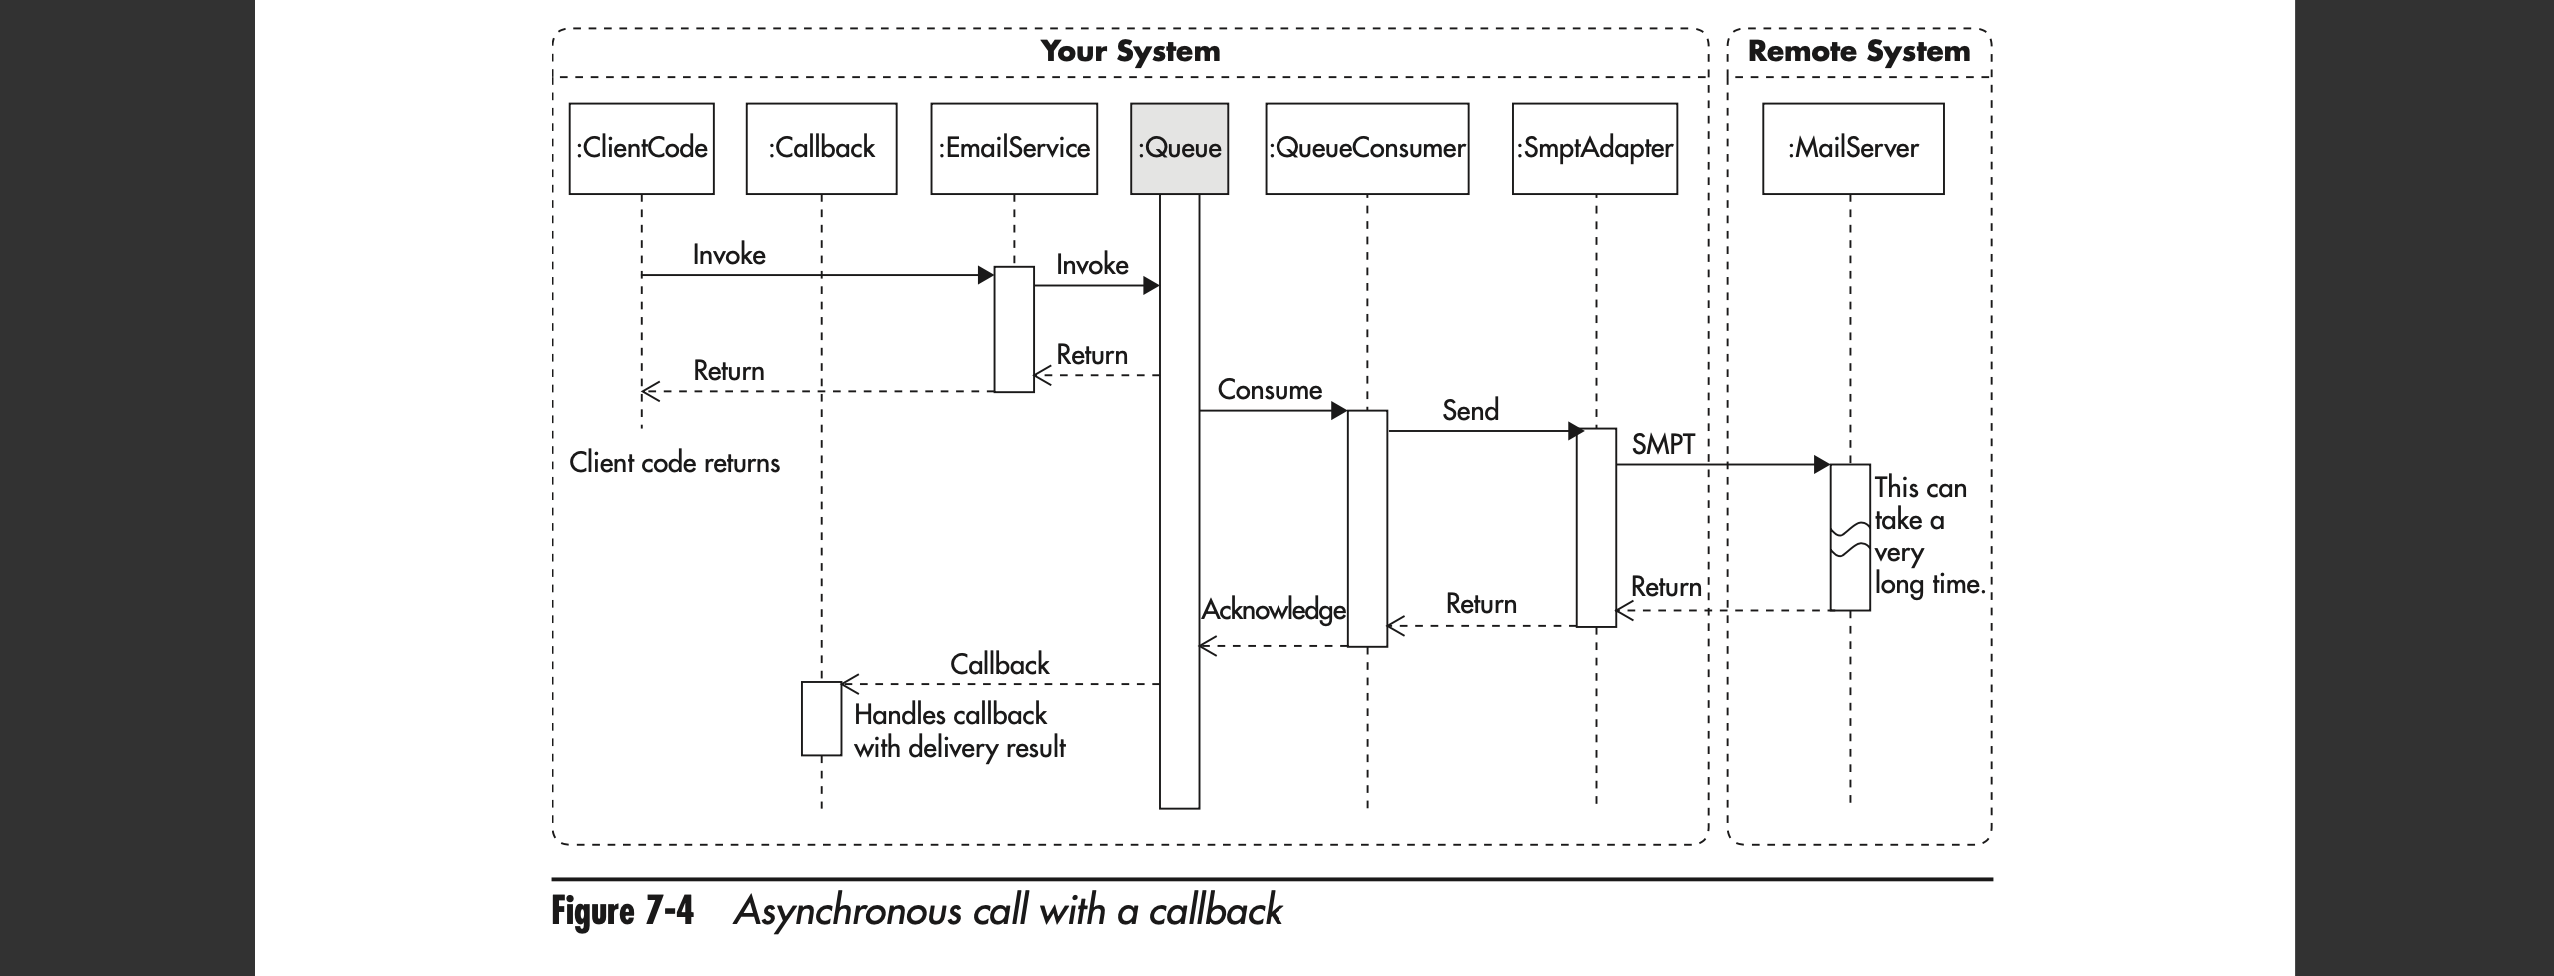 Your System
Remote System
:ClientCode
:Callback
:EmailService
:Queue
:QueueConsumer
:SmptAdapter
:MailServer
Invoke
Invoke
Return
Return
Consume
Send
SMPT
Client code returns
This can
take a
very
long time.
Return
Return
Acknowledge
Callback
Handles callback
with delivery result
Figure 7-4 Asynchronous call with a callback